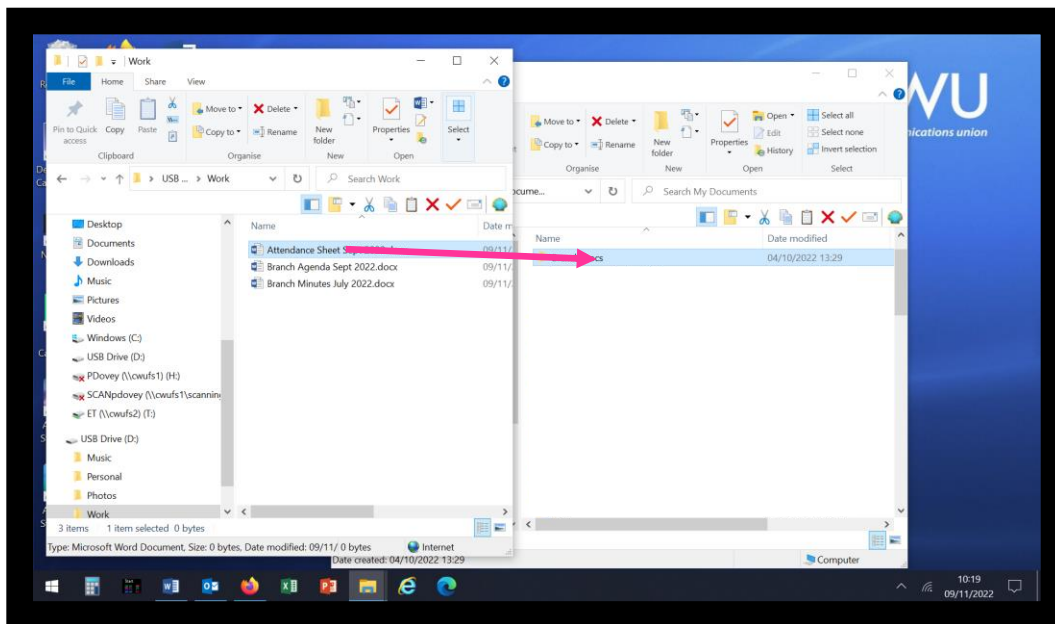 Work
File Home Share View
Pin to Quick access
Copy
Paste
Move to
Copy to
Delete
Rename
New folder
Properties
Select
Clipboard Organise New Open
USB ... > Work
Search Work
Desktop
Documents
Downloads
Music
Pictures
Videos
Windows (C:)
USB Drive (D:)
PDovey (\\cwufs1) (H:)
SCANpdovey (\\cwufs1\scanning
ET (\\cwufs2) (T:)
USB Drive (D:)
Music
Personal
Photos
Work
Name Date m
Attendance Sheet
Branch Agenda Sept 2022.docx 09/11/
Branch Minutes July 2022.docx 09/11/
3 items 1 item selected 0 bytes
Type: Microsoft Word Document, Size: 0 bytes, Date modified: 09/11/ 0 bytes Internet
Move to
Copy to
Delete
Rename
New folder
Properties
Open
Edit
History
Select all
Select none
Invert selection
Organise New Open Select
ocume...
Search My Documents
Name Date modified
04/10/2022 13:29
Date created: 04/10/2022 13:29 Computer
WU
nications union
10:19
09/11/2022